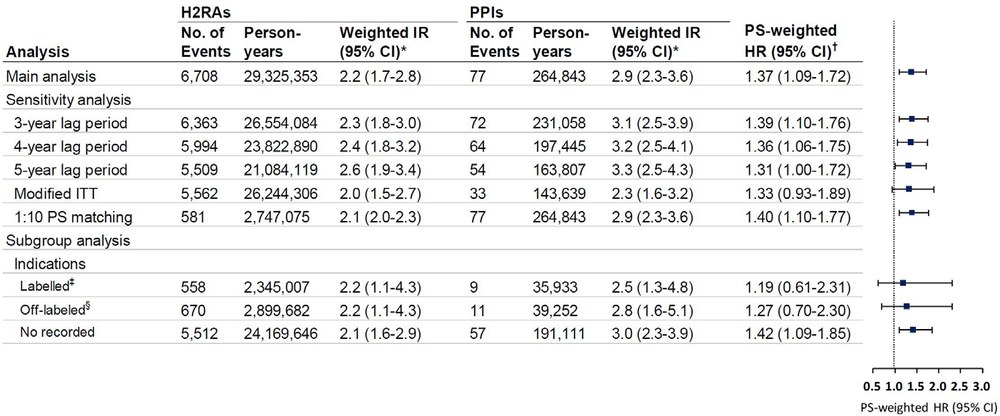 H2RAs PPIs
Analysis No. of Events Person-years Weighted IR (95% CI)* No. of Events Person-years Weighted IR (95% CI)* PS-weighted HR (95% CI)†
Main analysis 6,708 29,325,353 2.2 (1.7-2.8) 77 264,843 2.9 (2.3-3.6) 1.37 (1.09-1.72)
Sensitivity analysis
3-year lag period 6,363 26,554,084 2.3 (1.8-3.0) 72 231,058 3.1 (2.5-3.9) 1.39 (1.10-1.76)
4-year lag period 5,994 23,822,890 2.4 (1.8-3.2) 64 197,445 3.2 (2.5-4.1) 1.36 (1.06-1.75)
5-year lag period 5,509 21,084,119 2.6 (1.9-3.4) 54 163,807 3.3 (2.5-4.3) 1.31 (1.00-1.72)
Modified ITT 5,562 26,244,306 2.0 (1.5-2.7) 33 143,639 2.3 (1.6-3.2) 1.33 (0.93-1.89)
1:10 PS matching 581 2,747,075 2.1 (2.0-2.3) 77 264,843 2.9 (2.3-3.6) 1.40 (1.10-1.77)
Subgroup analysis
Indications
Labelled‡ 558 2,345,007 2.2 (1.1-4.3) 9 35,933 2.5 (1.3-4.8) 1.19 (0.61-2.31)
Off-labeled§ 670 2,899,682 2.2 (1.1-4.3) 11 39,252 2.8 (1.6-5.1) 1.27 (0.70-2.30)
No recorded 5,512 24,169,646 2.1 (1.6-2.9) 57 191,111 3.0 (2.3-3.9) 1.42 (1.09-1.85)
0.5 1.0 1.5 2.0 2.5 3.0
PS-weighted HR (95% CI)